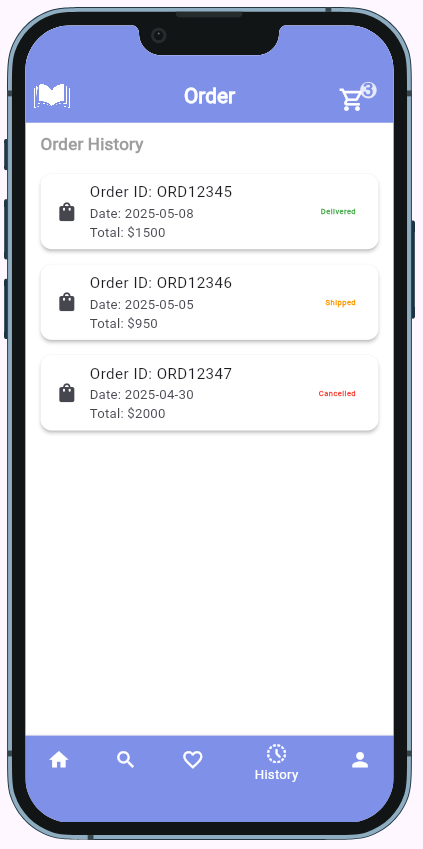 Order
3
Order History
Order ID: ORD12345
Date: 2025-05-08
Total: $1500
Delivered
Order ID: ORD12346
Date: 2025-05-05
Total: $950
Shipped
Order ID: ORD12347
Date: 2025-04-30
Total: $2000
Cancelled
History